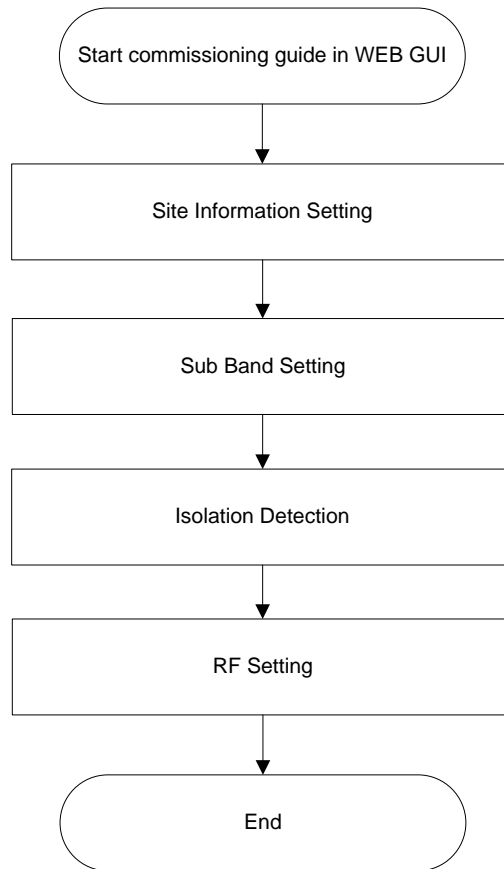 Start commissioning guide in WEB GUI
Site Information Setting
Sub Band Setting
Isolation Detection
RF Setting
End